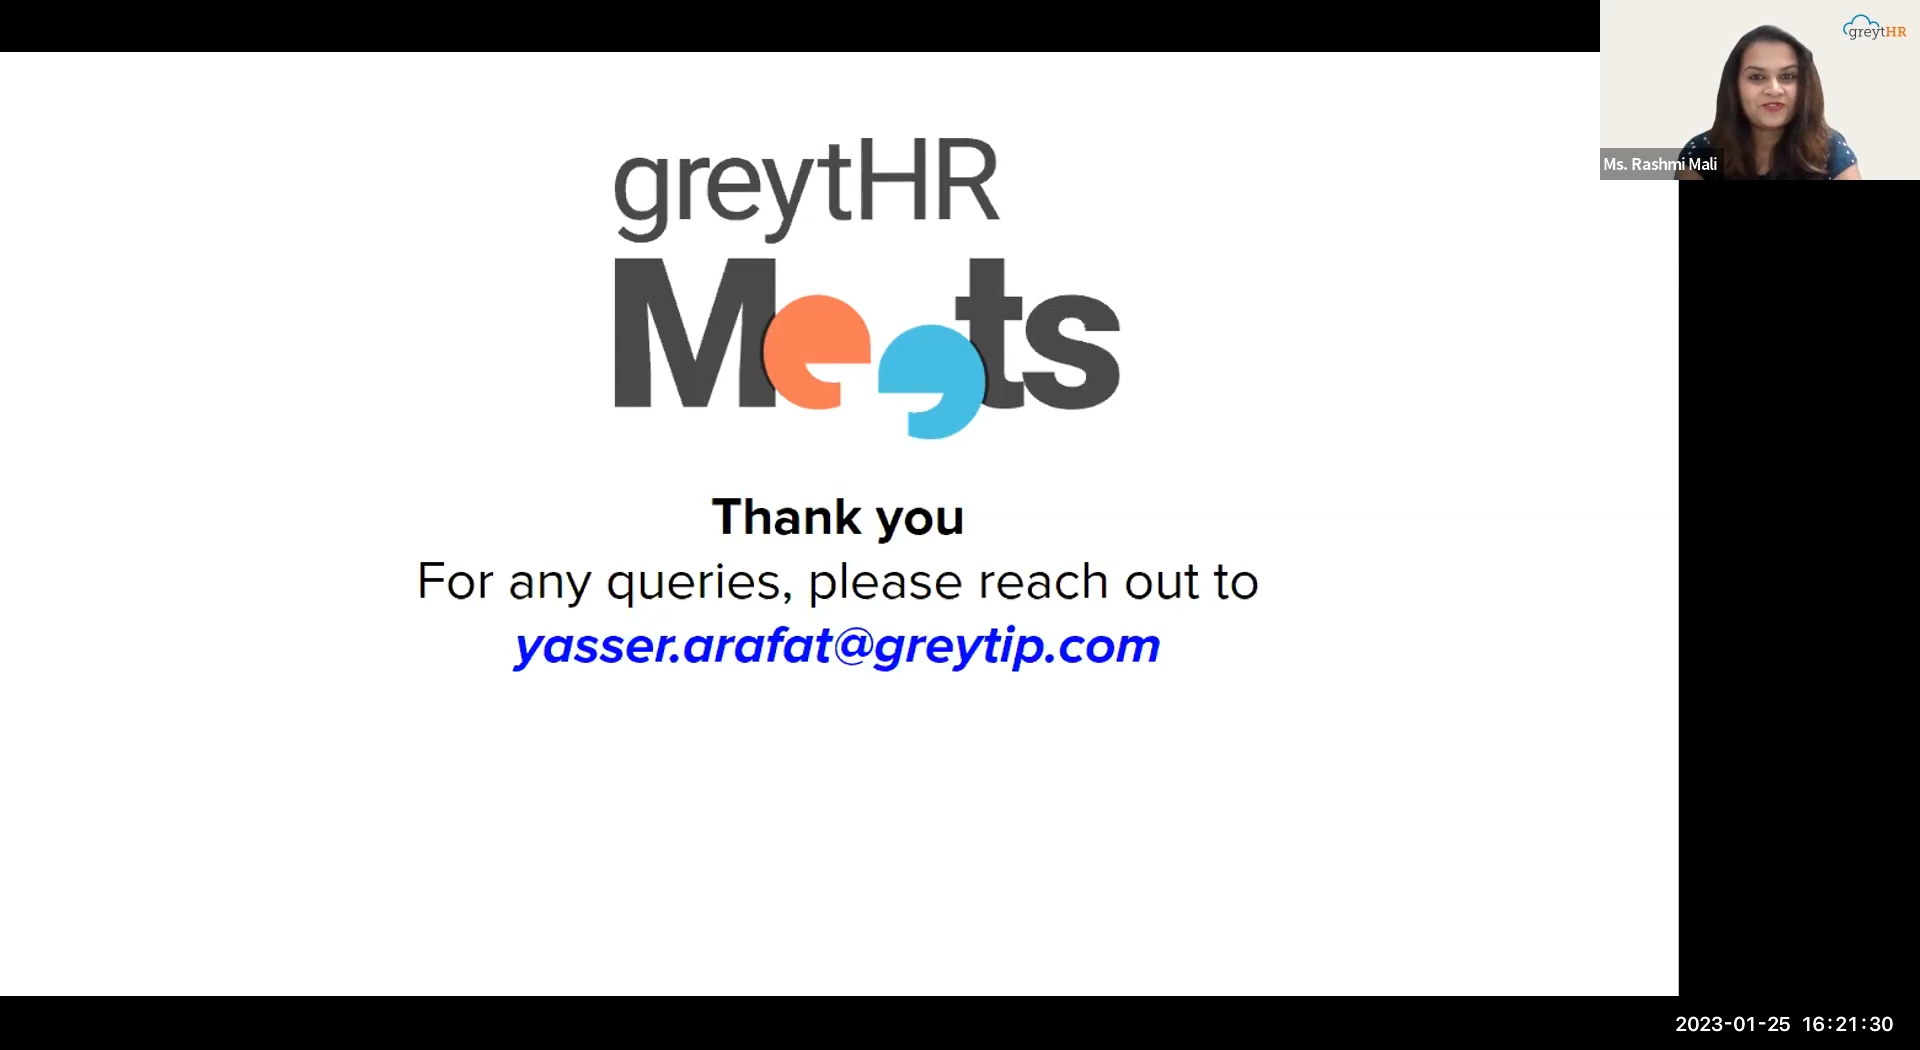 greytHR
Ms. Rashmi Mali
greytHR
Meets
Thank you
For any queries, please reach out to
yasser.arafat@greytip.com
2023-01-25 16:21:30